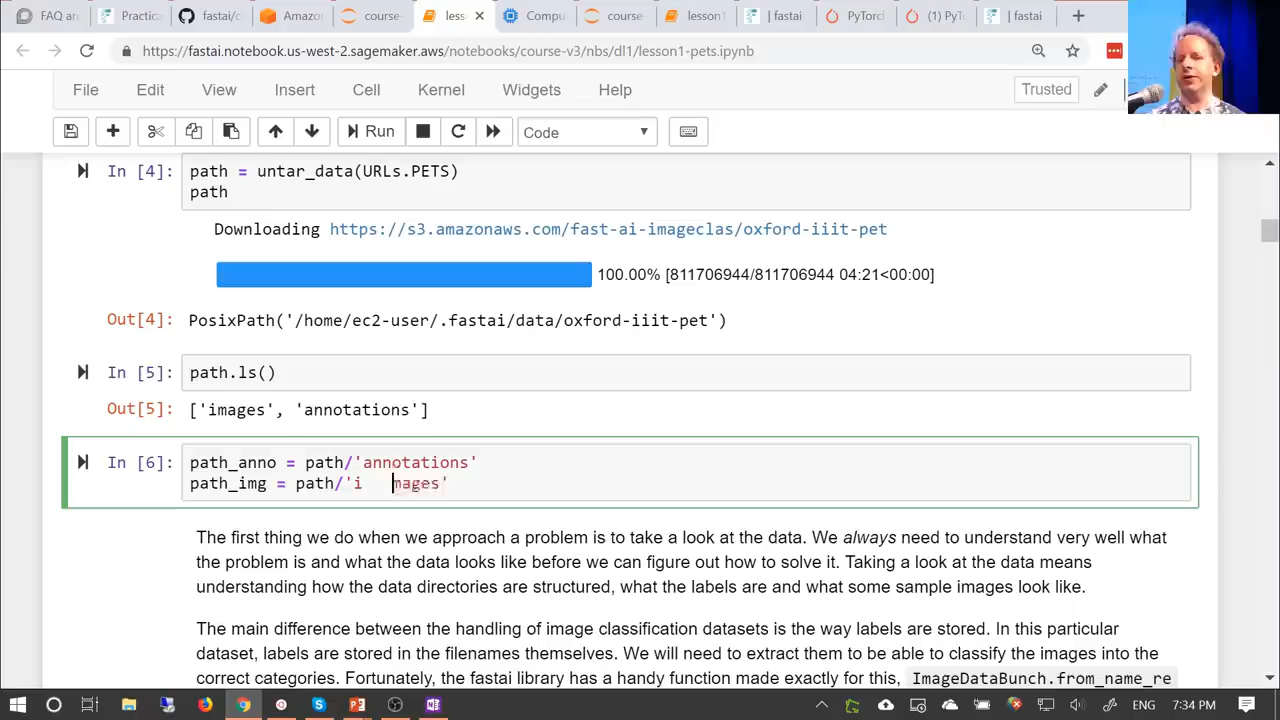 FAQ an
Practica
fastai/c
Amazon
course-
less
Compu
course-
lesson1
| fastai
PyTorch
(1) PyT
| fastai
https://fastai.notebook.us-west-2.sagemaker.aws/notebooks/course-v3/nbs/dl1/lesson1-pets.ipynb
File Edit View Insert Cell Kernel Widgets Help Trusted
Run Code
In [4]: path = untar_data(URLs.PETS)
path
Downloading https://s3.amazonaws.com/fast-ai-imageclas/oxford-iiit-pet
100.00% [811706944/811706944 04:21<00:00]
Out[4]: PosixPath('/home/ec2-user/.fastai/data/oxford-iiit-pet')
In [5]: path.ls()
Out[5]: ['images', 'annotations']
In [6]: path_anno = path/'annotations'
path_img = path/'i   mages'
The first thing we do when we approach a problem is to take a look at the data. We always need to understand very well what
the problem is and what the data looks like before we can figure out how to solve it. Taking a look at the data means
understanding how the data directories are structured, what the labels are and what some sample images look like.
The main difference between the handling of image classification datasets is the way labels are stored. In this particular
dataset, labels are stored in the filenames themselves. We will need to extract them to be able to classify the images into the
correct categories. Fortunately, the fastai library has a handy function made exactly for this, ImageDataBunch.from_name_re
ENG 7:34 PM